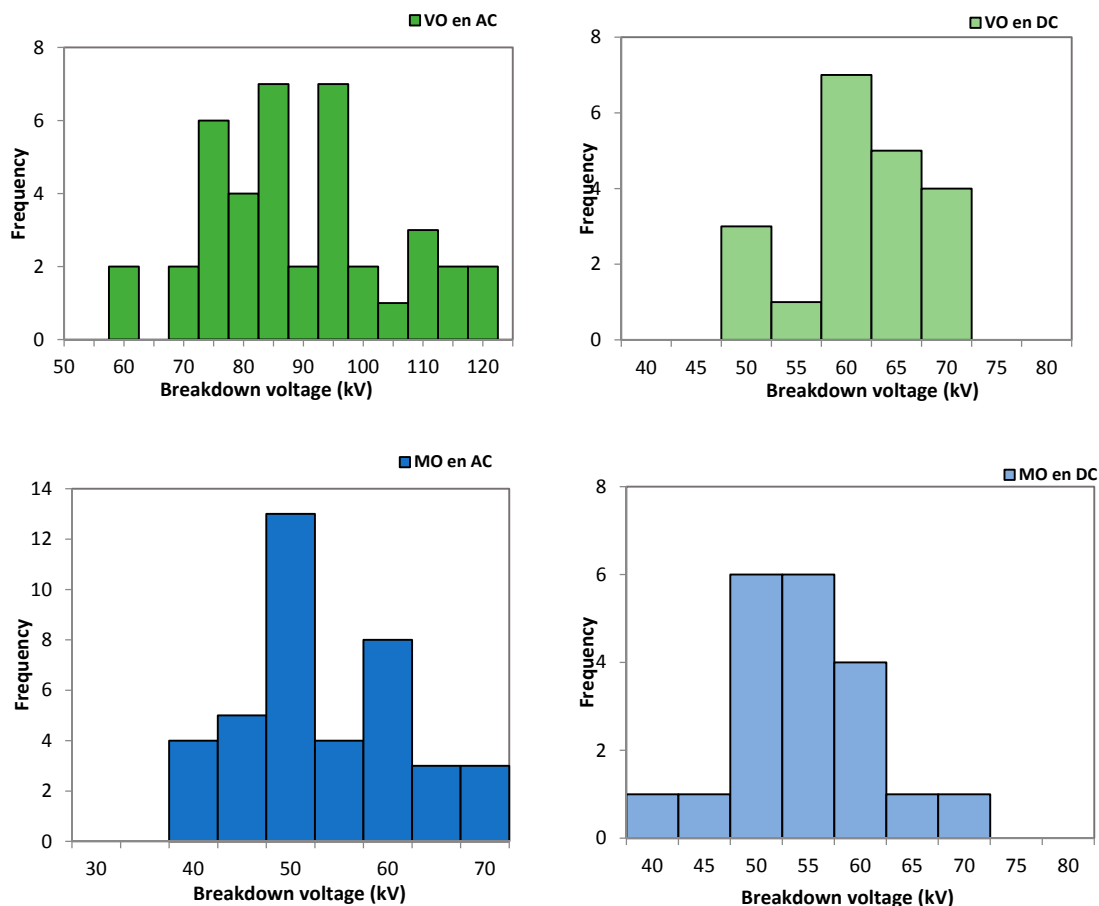 VO en AC
8
6
4
2
0
Frequency
50 60 70 80 90 100 110 120
Breakdown voltage (kV)
VO en DC
8
6
4
2
0
Frequency
40 45 50 55 60 65 70 75 80
Breakdown voltage (kV)
MO en AC
14
12
10
8
6
4
2
0
Frequency
30 40 50 60 70
Breakdown voltage (kV)
MO en DC
8
6
4
2
0
Frequency
40 45 50 55 60 65 70 75 80
Breakdown voltage (kV)